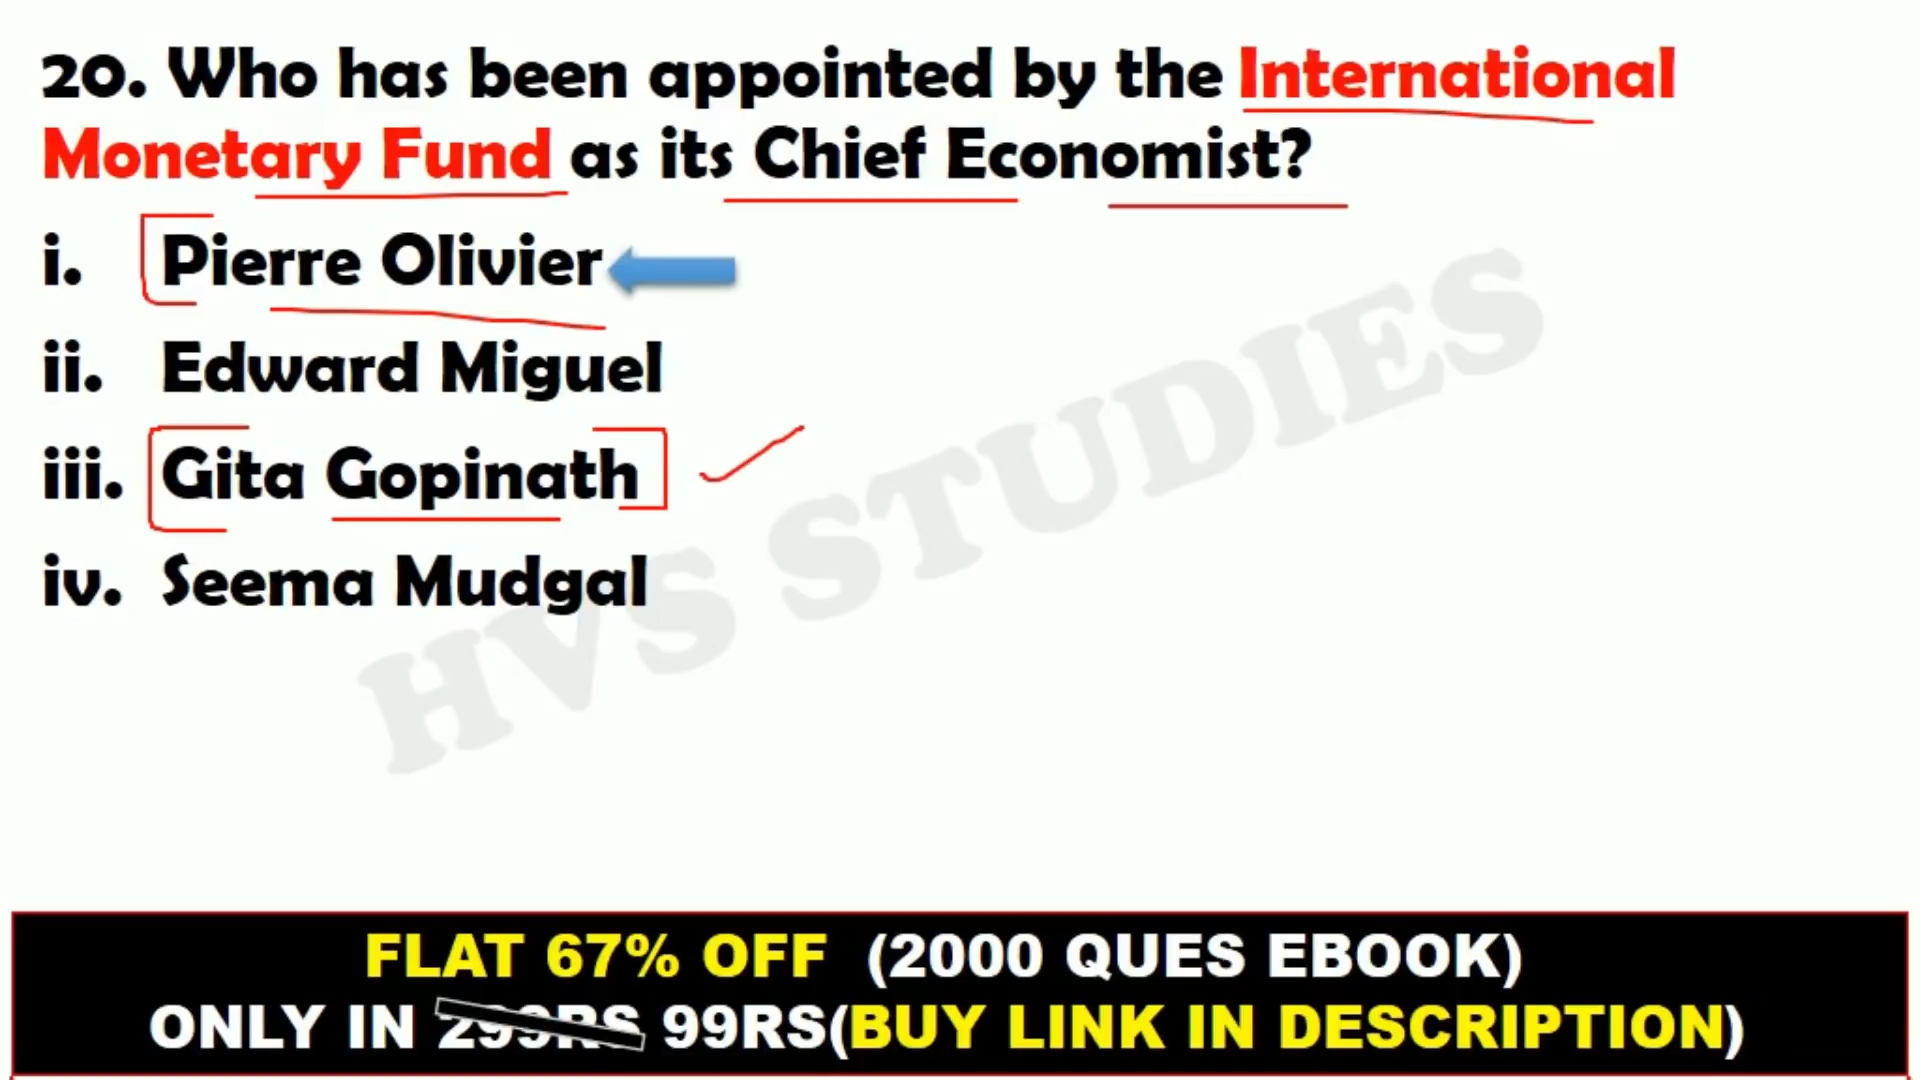 20. Who has been appointed by the International
Monetary Fund as its Chief Economist?
i. Pierre Olivier
ii. Edward Miguel
iii. Gita Gopinath
iv. Seema Mudgal
HVS STUDIES
FLAT 67% OFF (2000 QUES EBOOK)
ONLY IN 299RS 99RS(BUY LINK IN DESCRIPTION)